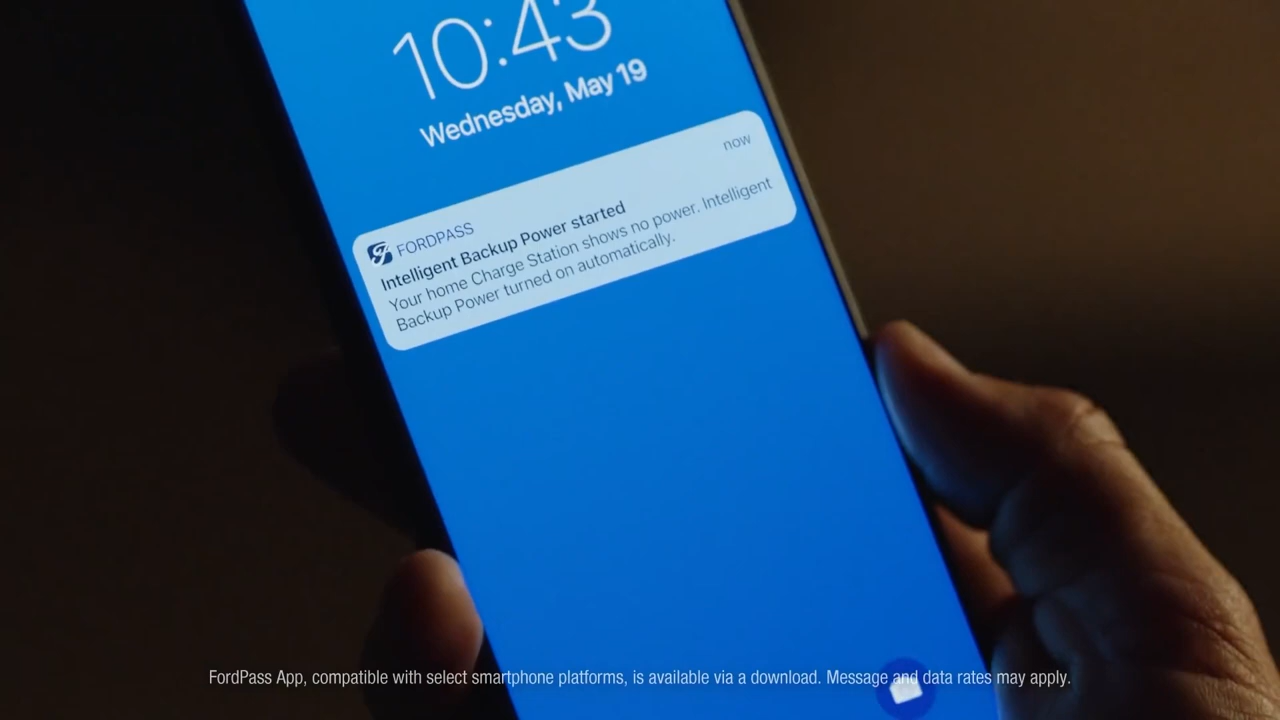 10:43
Wednesday, May 19
now
FORDPASS
Intelligent Backup Power started
Your home Charge Station shows no power. Intelligent
Backup Power turned on automatically.
FordPass App, compatible with select smartphone platforms, is available via a download. Message and data rates may apply.